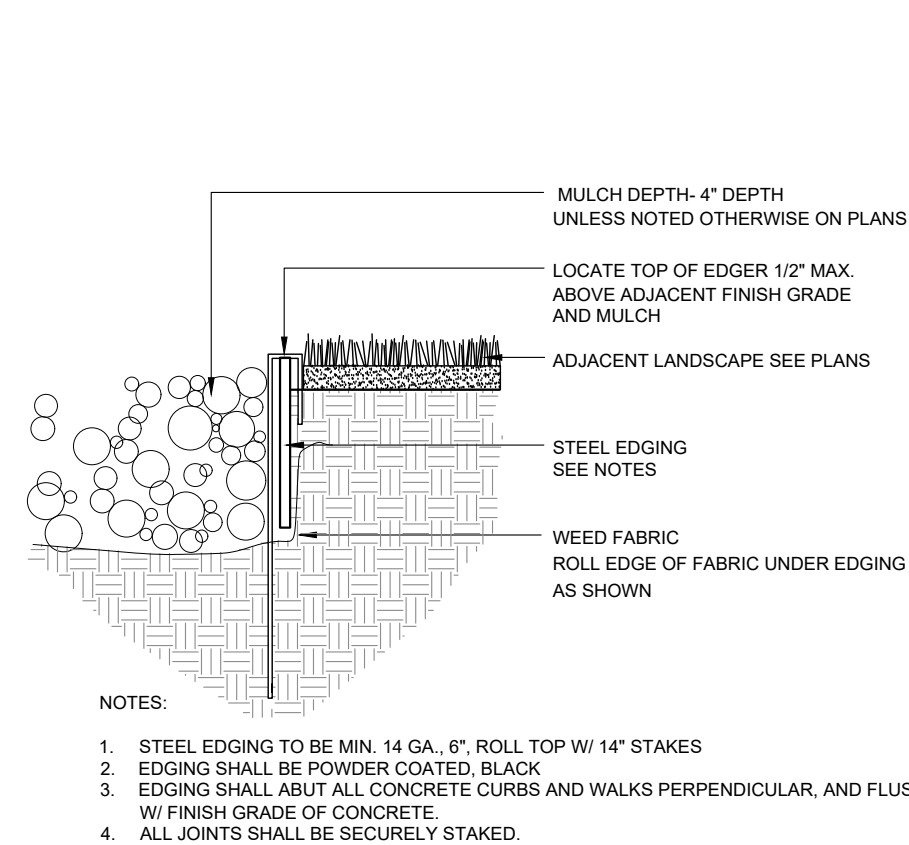 MULCH DEPTH- 4" DEPTH
UNLESS NOTED OTHERWISE ON PLANS
LOCATE TOP OF EDGER 1/2" MAX.
ABOVE ADJACENT FINISH GRADE
AND MULCH
ADJACENT LANDSCAPE SEE PLANS
STEEL EDGING
SEE NOTES
WEED FABRIC
ROLL EDGE OF FABRIC UNDER EDGING
AS SHOWN
NOTES:
1. STEEL EDGING TO BE MIN. 14 GA., 6", ROLL TOP W/ 14" STAKES
2. EDGING SHALL BE POWDER COATED, BLACK
3. EDGING SHALL ABUT ALL CONCRETE CURBS AND WALKS PERPENDICULAR, AND FLUS
W/ FINISH GRADE OF CONCRETE.
4. ALL JOINTS SHALL BE SECURELY STAKED.